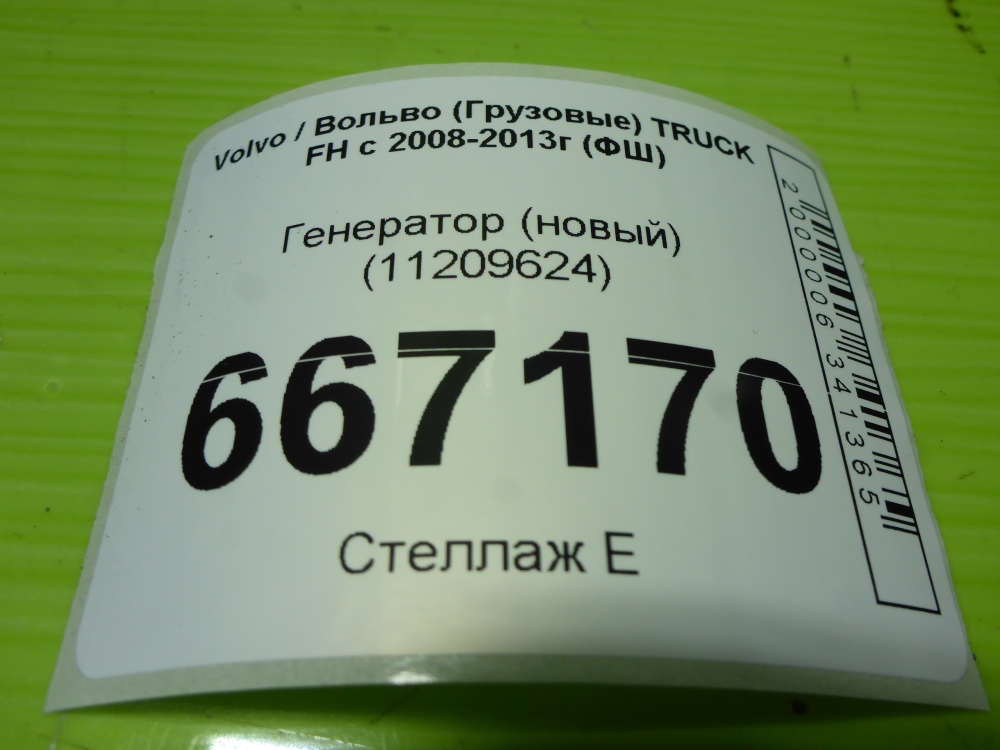 Volvo / Вольво (Грузовые) TRUCK
FH с 2008-2013г (ФШ)
Генератор (новый)
(11209624)
667170
Стеллаж Е
2000006341365